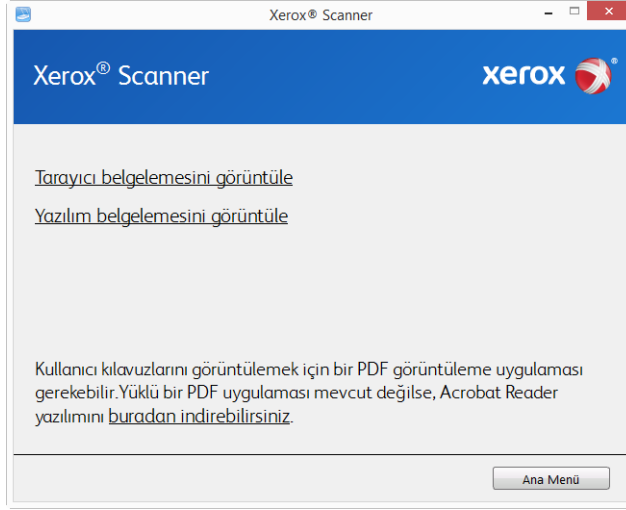 Xerox® Scanner
Xerox® Scanner
xerox®
Tarayıcı belgelemesini görüntüle
Yazılım belgelemesini görüntüle
Kullanıcı kılavuzlarını görüntülemek için bir PDF görüntüleme uygulaması
gerekebilir.Yüklü bir PDF uygulaması mevcut değilse, Acrobat Reader
yazılımını buradan indirebilirsiniz.
Ana Menü